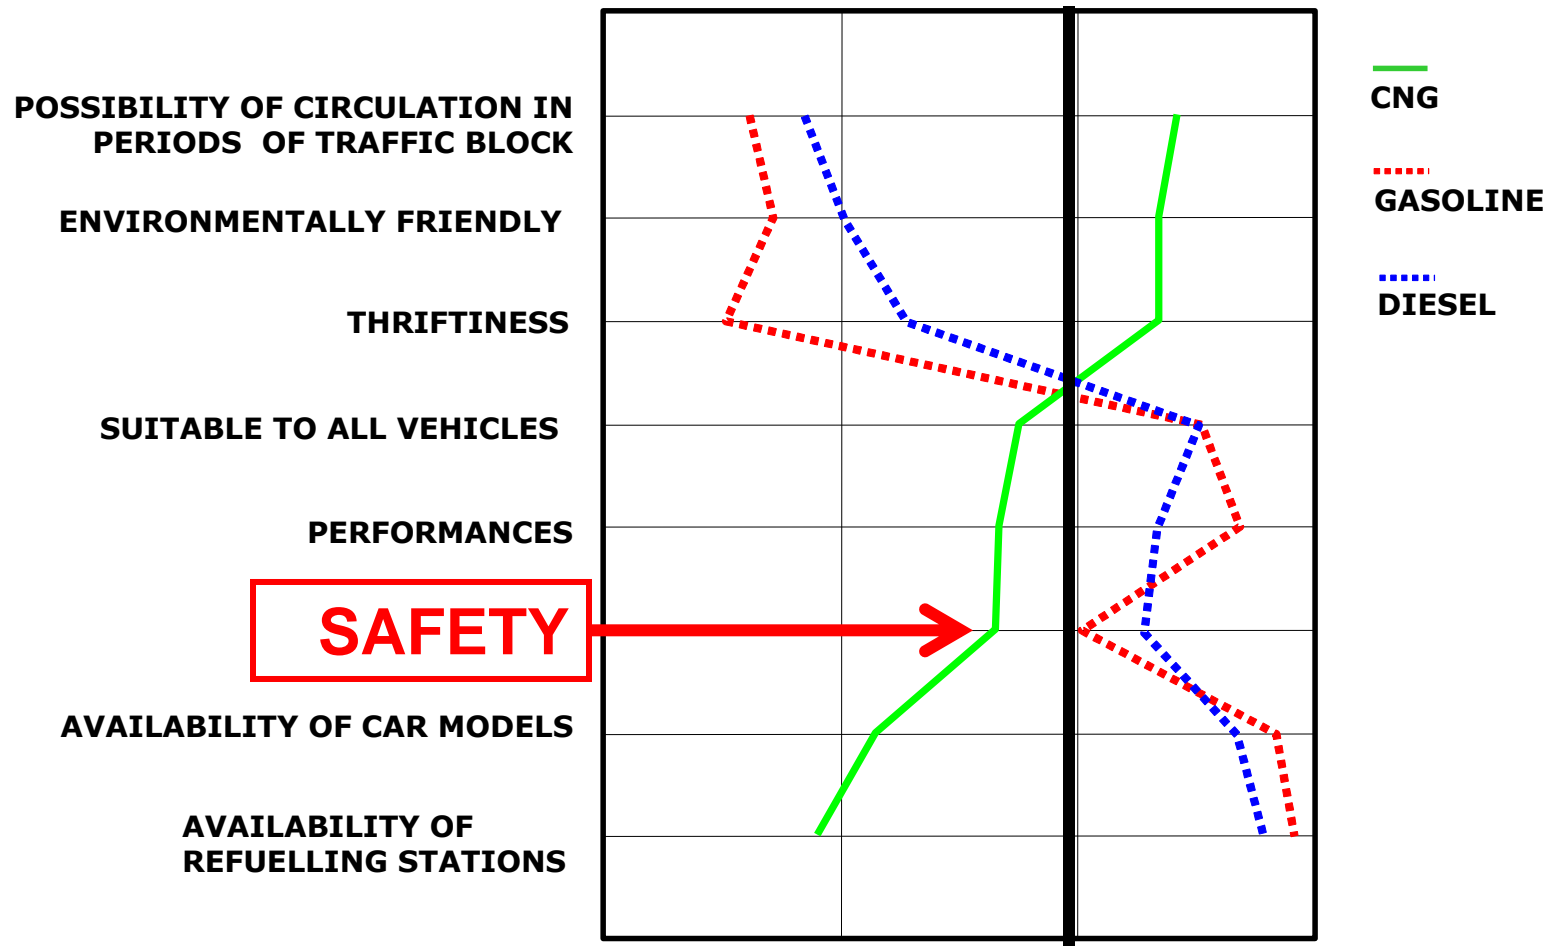 POSSIBILITY OF CIRCULATION IN
PERIODS OF TRAFFIC BLOCK
ENVIRONMENTALLY FRIENDLY
THRIFTINESS
SUITABLE TO ALL VEHICLES
PERFORMANCES
SAFETY
AVAILABILITY OF CAR MODELS
AVAILABILITY OF
REFUELLING STATIONS
CNG
GASOLINE
DIESEL